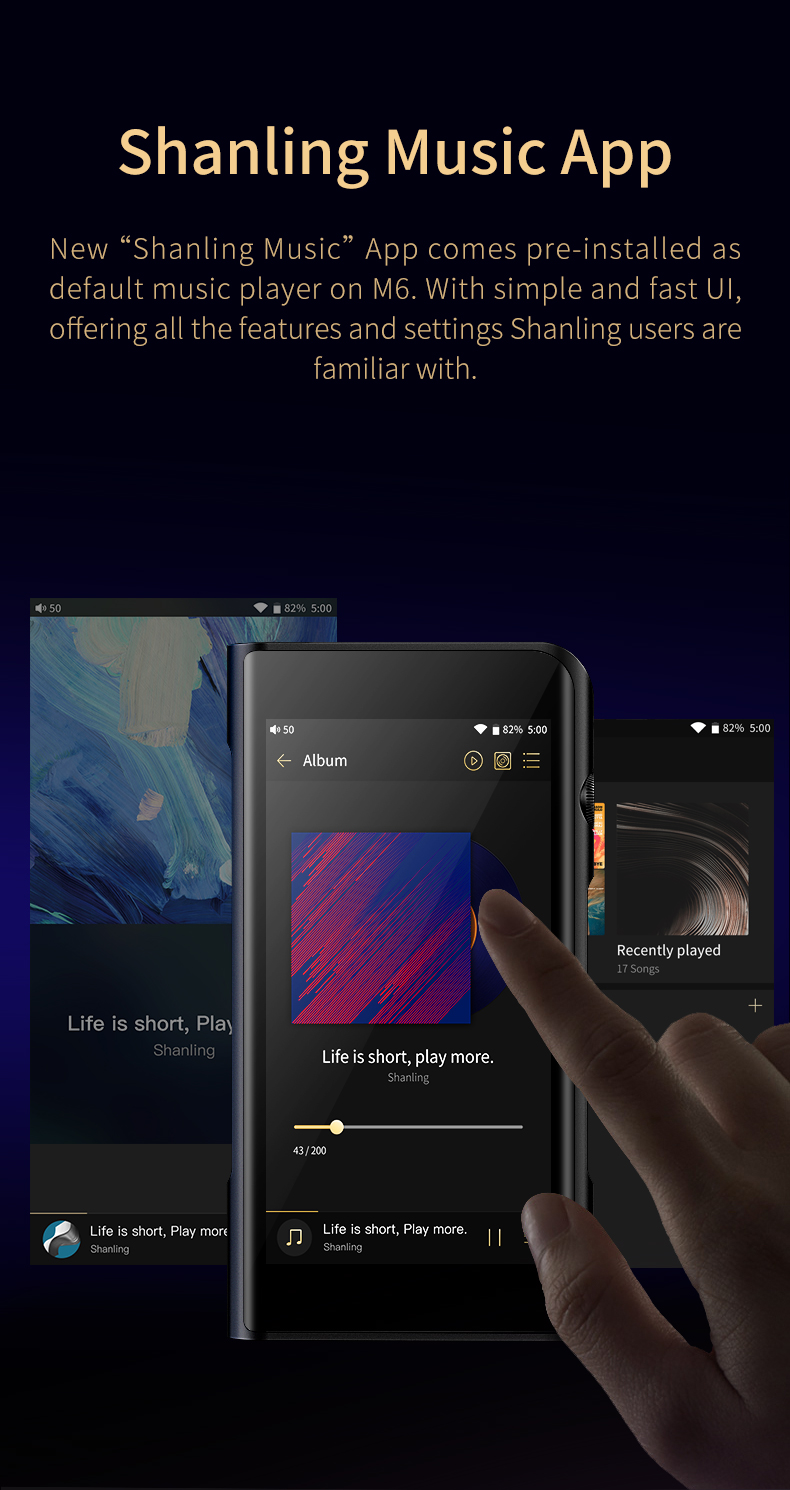 Shanling Music App
New “Shanling Music” App comes pre-installed as
default music player on M6. With simple and fast UI,
offering all the features and settings Shanling users are
familiar with.
50
82% 5:00
Life is short, Play
Shanling
Life is short, Play more
Shanling
50
82% 5:00
Album
Life is short, play more.
Shanling
43 / 200
Life is short, Play more.
Shanling
82% 5:00
Recently played
17 Songs